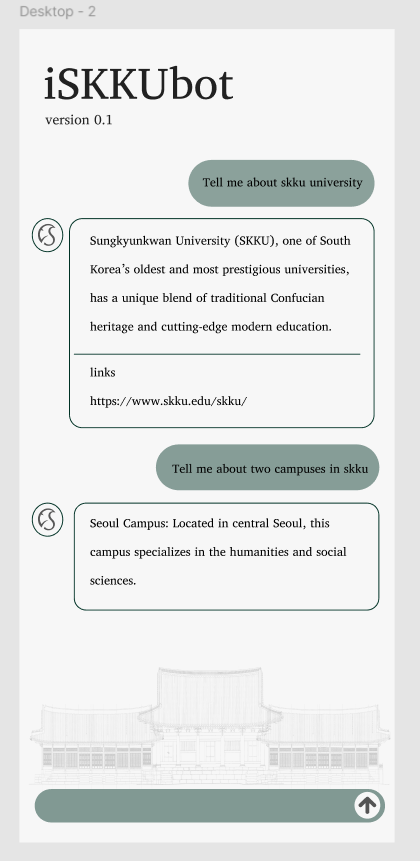 Desktop - 2
iSKKUbot
version 0.1
Tell me about skku university
Sungkyunkwan University (SKKU), one of South
Korea’s oldest and most prestigious universities,
has a unique blend of traditional Confucian
heritage and cutting-edge modern education.
links
https://www.skku.edu/skku/
Tell me about two campuses in skku
Seoul Campus: Located in central Seoul, this
campus specializes in the humanities and social
sciences.